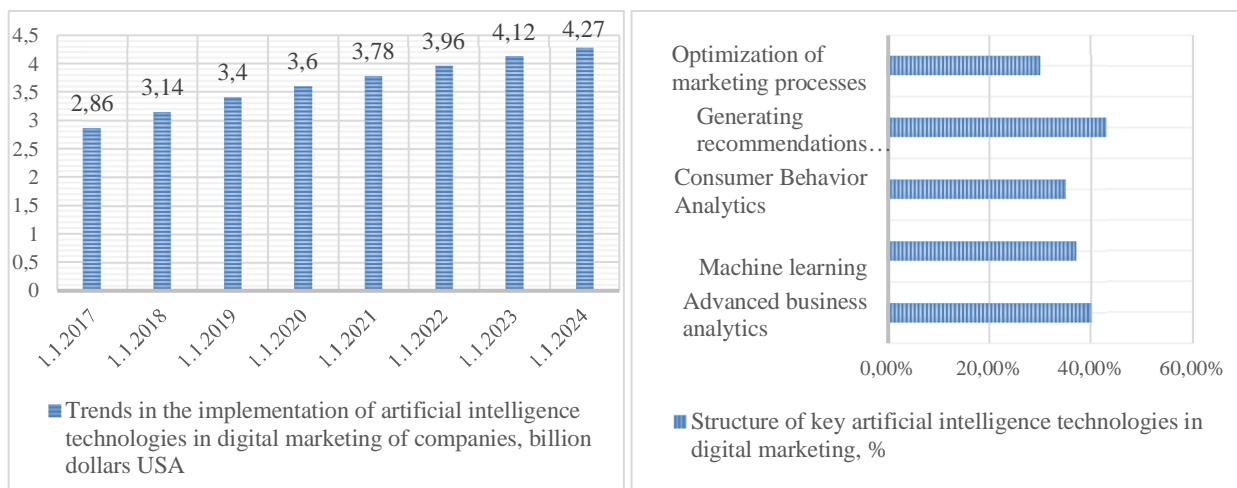 4,5
4
3,5
3
2,5
2
1,5
1
0,5
0
2,86
3,14
3,4
3,6
3,78
3,96
4,12
4,27
1.1.2017
1.1.2018
1.1.2019
1.1.2020
1.1.2021
1.1.2022
1.1.2023
1.1.2024
Trends in the implementation of artificial intelligence
technologies in digital marketing of companies, billion
dollars USA
Optimization of
marketing processes
Generating
recommendations…
Consumer Behavior
Analytics
Machine learning
Advanced business
analytics
0,00%
20,00%
40,00%
60,00%
Structure of key artificial intelligence technologies in
digital marketing, %